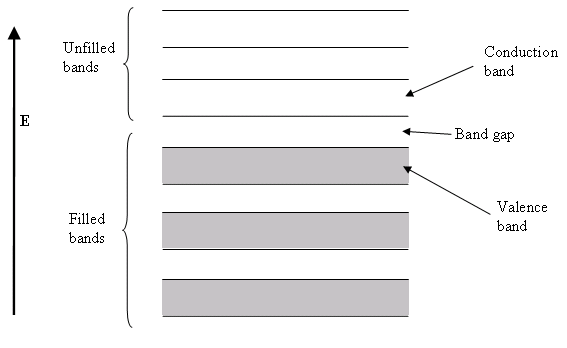 Unfilled
bands
Conduction
band
E
Band gap
Valence
band
Filled
bands